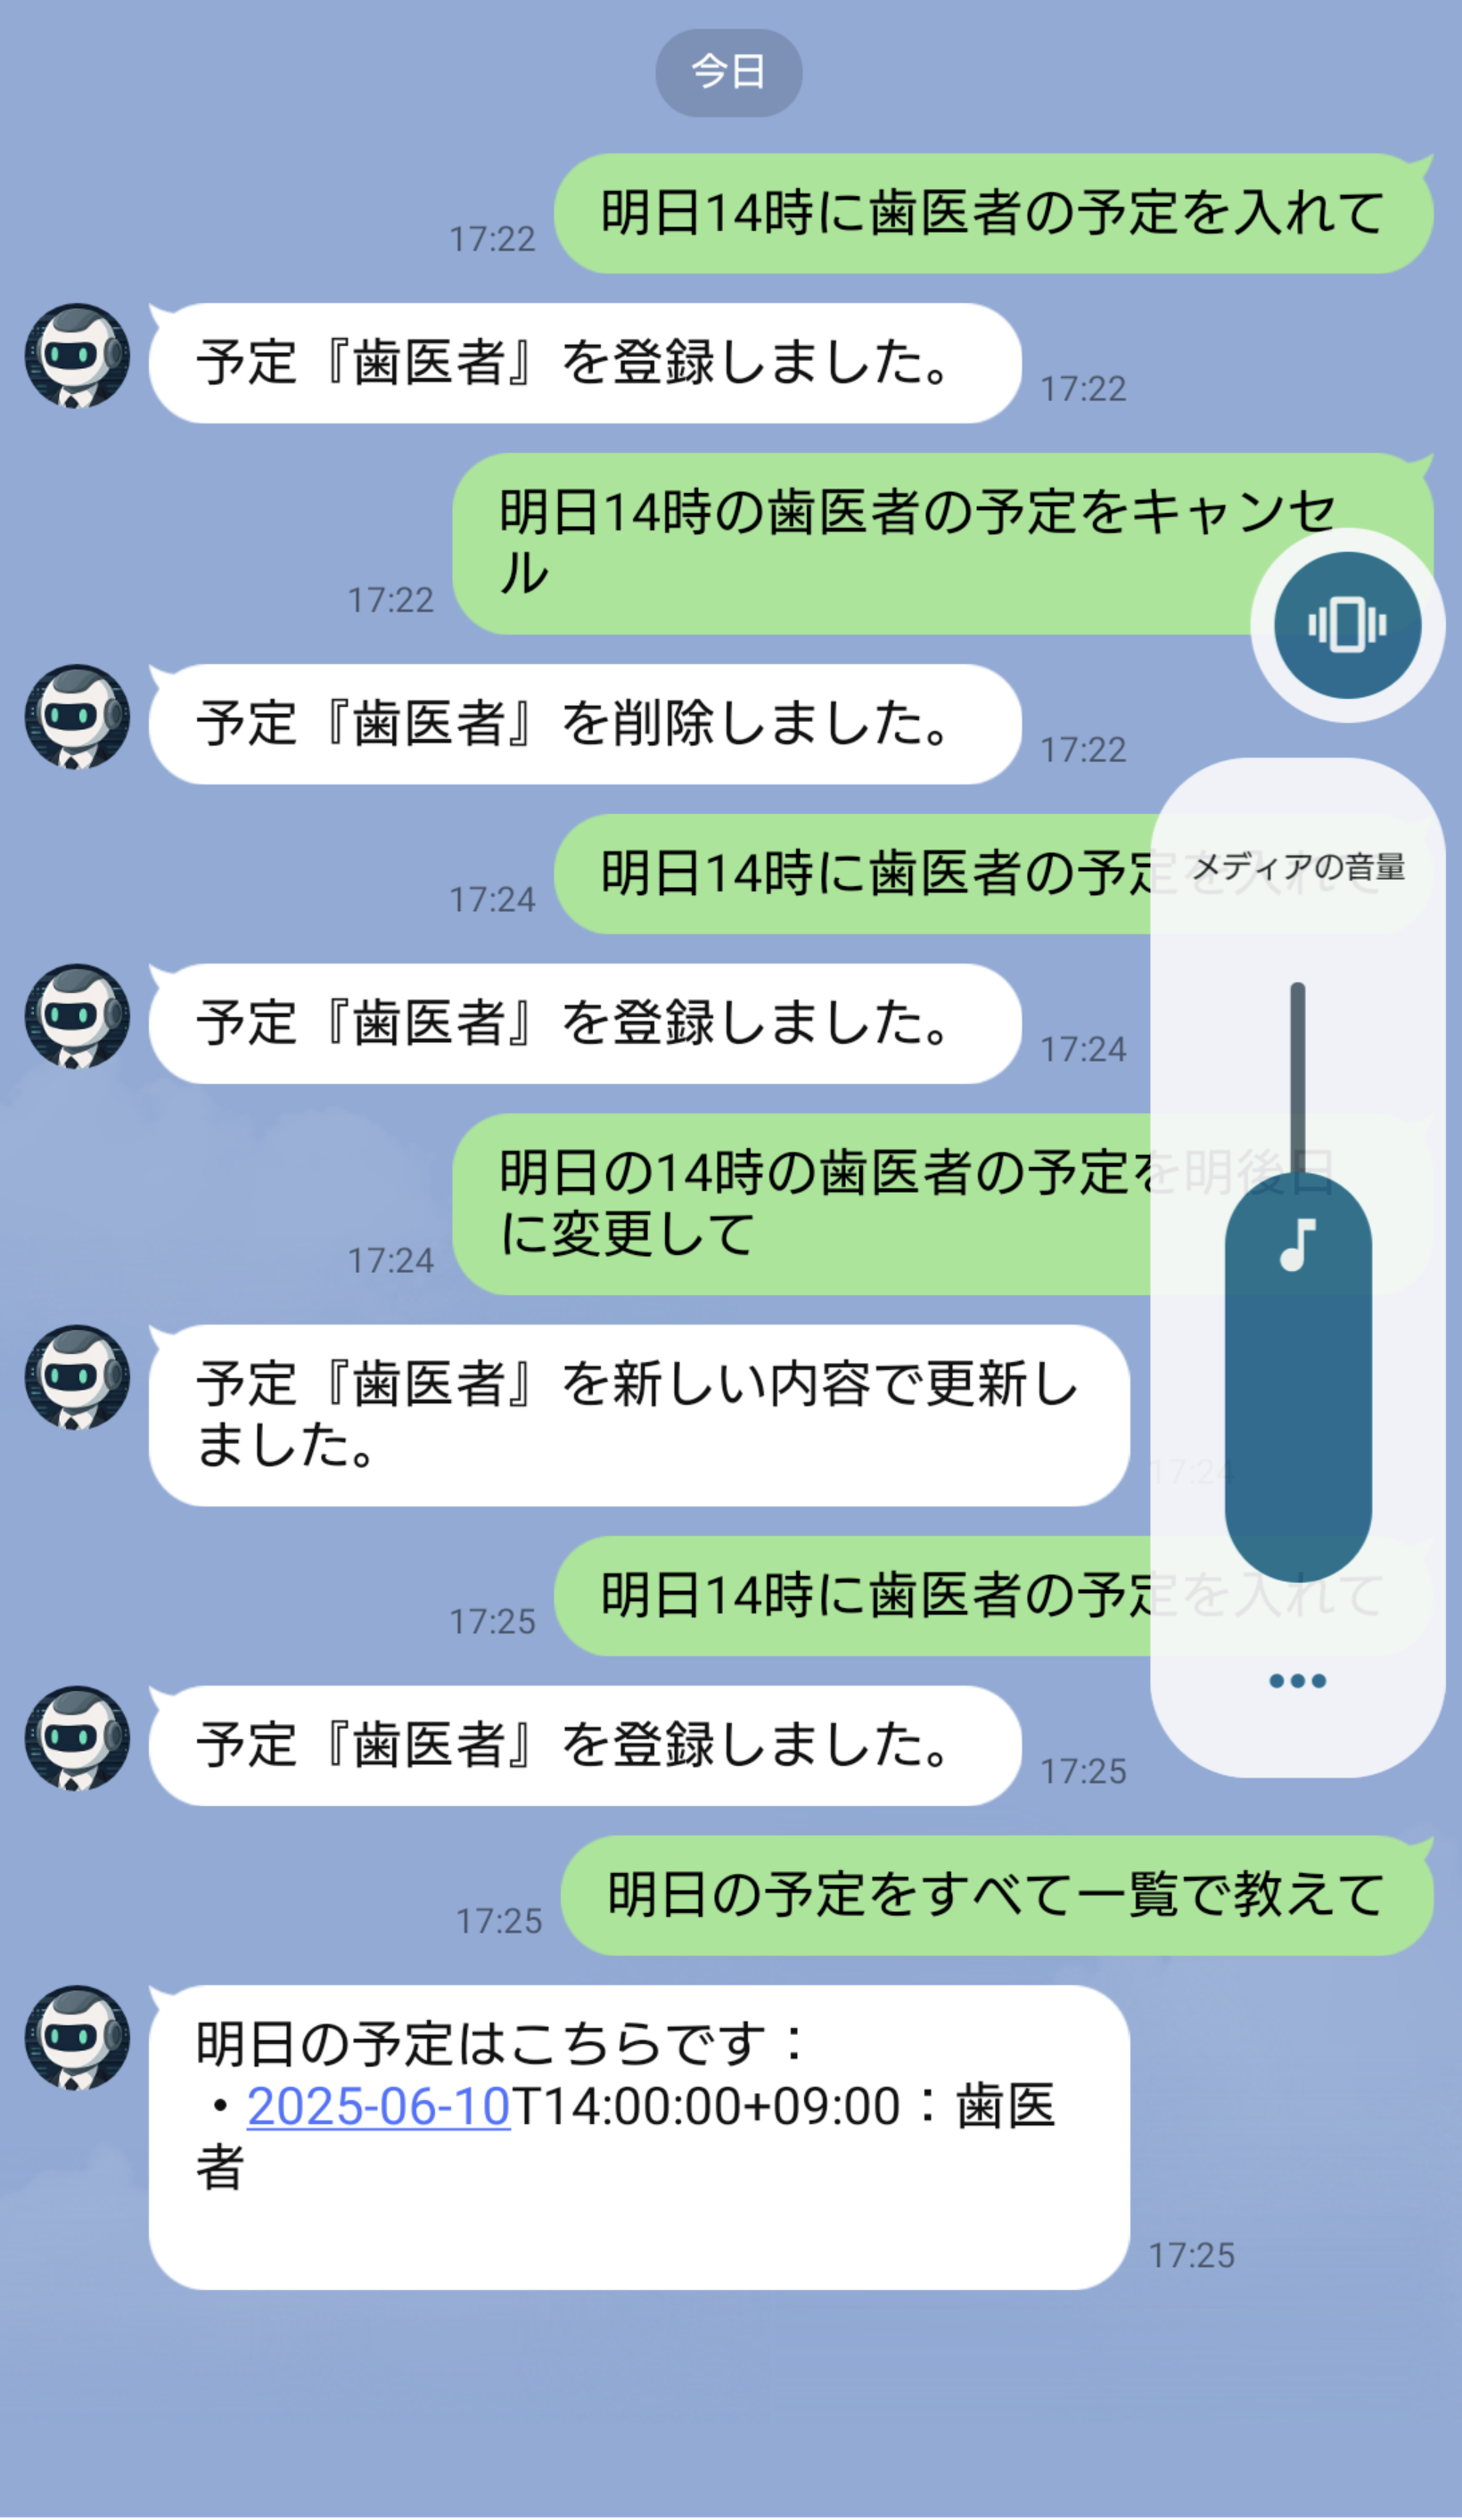 今日
明日14時に歯医者の予定を入れて
17:22
予定『歯医者』を登録しました。
17:22
明日14時の歯医者の予定をキャンセ
ル
17:22
予定『歯医者』を削除しました。
17:22
メディアの音量
明日14時に歯医者の予定を入れて
17:24
予定『歯医者』を登録しました。
17:24
明日の14時の歯医者の予定を明後日
に変更して
17:24
予定『歯医者』を新しい内容で更新し
ました。
17:24
明日14時に歯医者の予定を入れて
17:25
予定『歯医者』を登録しました。
17:25
明日の予定をすべて一覧で教えて
17:25
明日の予定はこちらです：
・2025-06-10T14:00:00+09:00：歯医
者
17:25